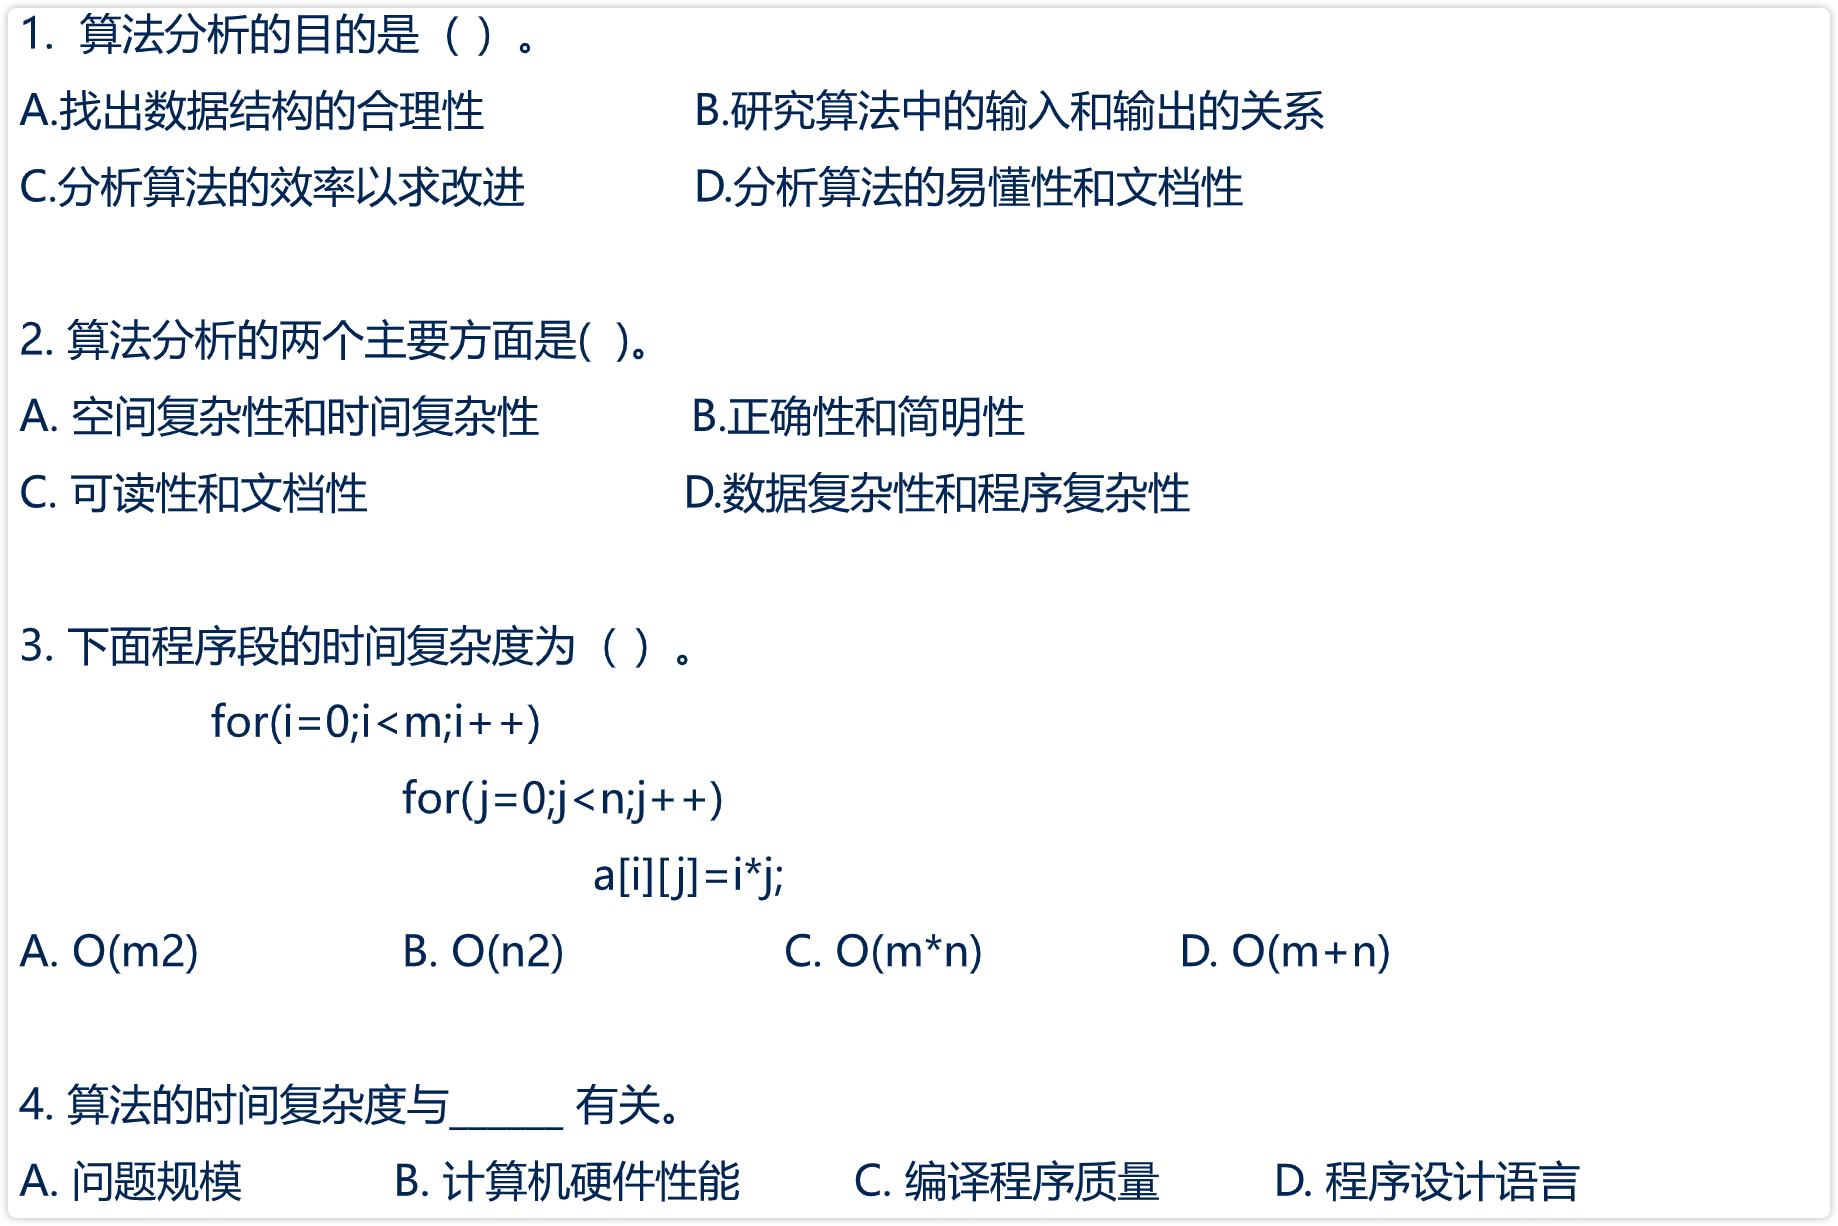 1.  算法分析的目的是（ ）。
A.找出数据结构的合理性 B.研究算法中的输入和输出的关系
C.分析算法的效率以求改进 D.分析算法的易懂性和文档性
2. 算法分析的两个主要方面是(  )。
A. 空间复杂性和时间复杂性 B.正确性和简明性
C. 可读性和文档性 D.数据复杂性和程序复杂性
3. 下面程序段的时间复杂度为（ ）。
for(i=0;i<m;i++)
for(j=0;j<n;j++)
a[i][j]=i*j;
A. O(m2) B. O(n2) C. O(m*n) D. O(m+n)
4. 算法的时间复杂度与______ 有关。
A. 问题规模 B. 计算机硬件性能 C. 编译程序质量 D. 程序设计语言